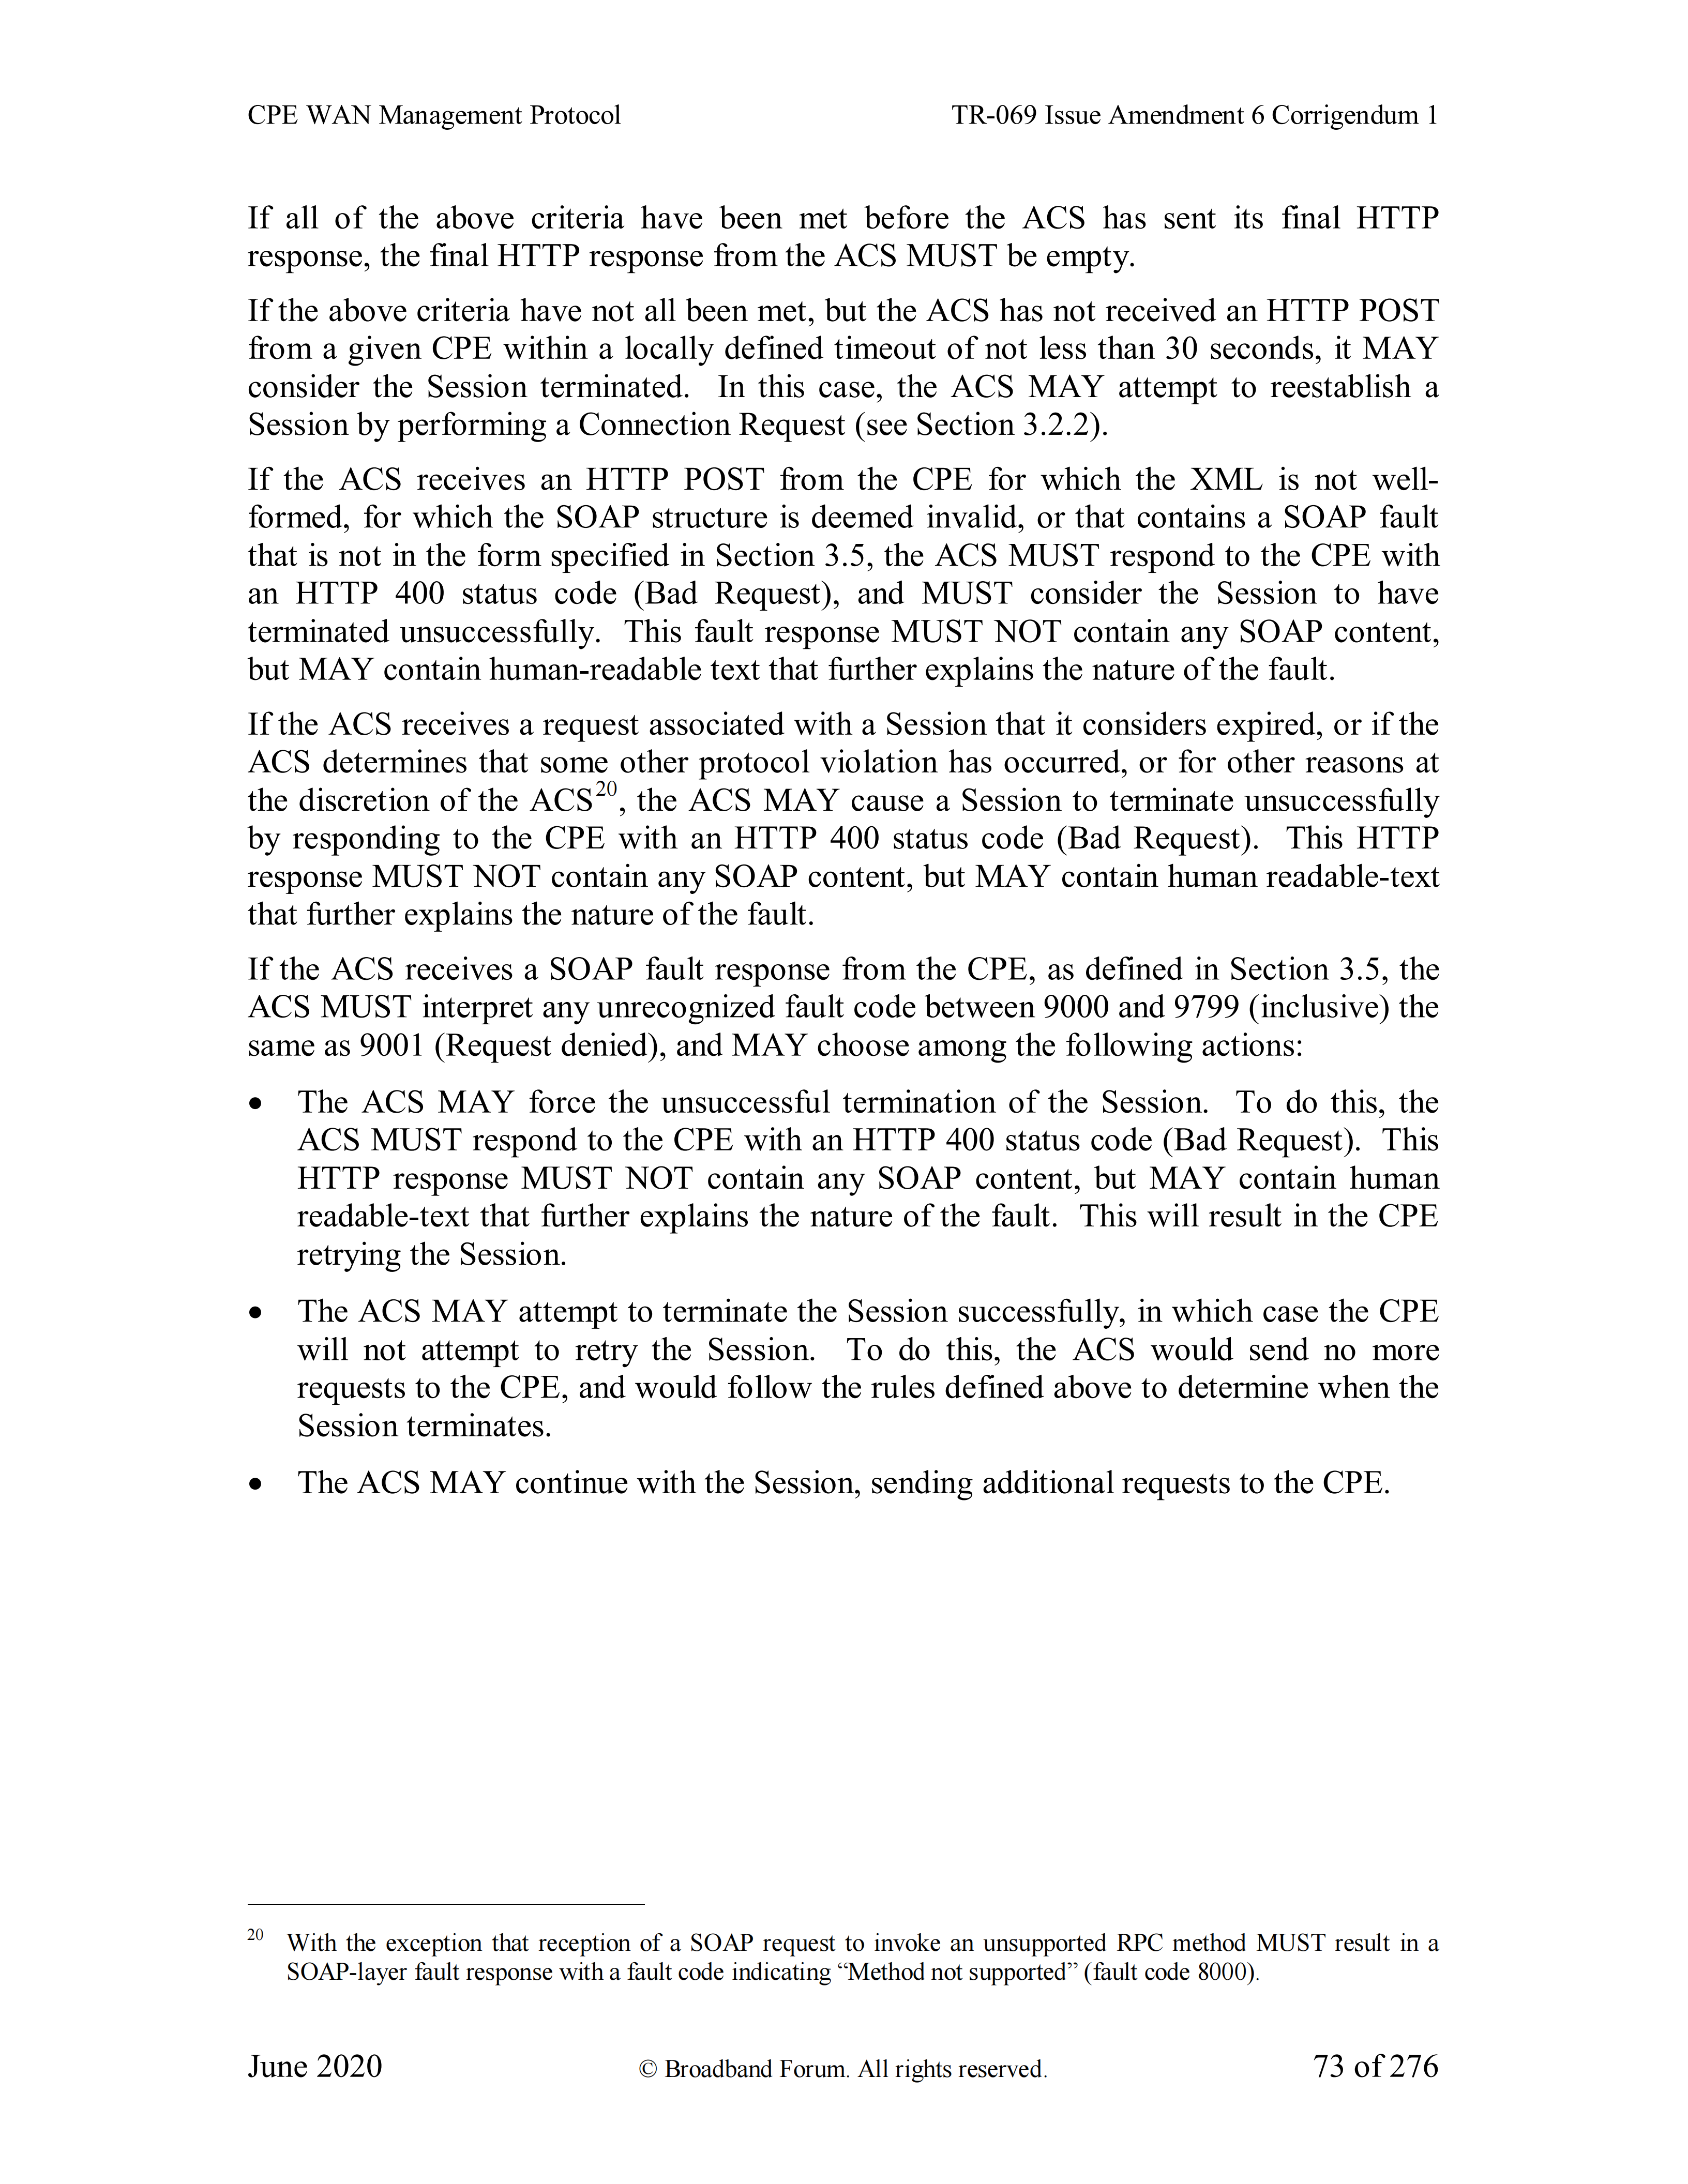 CPE WAN Management Protocol TR-069 Issue Amendment 6 Corrigendum 1
If all of the above criteria have been met before the ACS has sent its final HTTP
response, the final HTTP response from the ACS MUST be empty.
If the above criteria have not all been met, but the ACS has not received an HTTP POST
from a given CPE within a locally defined timeout of not less than 30 seconds, it MAY
consider the Session terminated. In this case, the ACS MAY attempt to reestablish a
Session by performing a Connection Request (see Section 3.2.2).
If the ACS receives an HTTP POST from the CPE for which the XML is not well-
formed, for which the SOAP structure is deemed invalid, or that contains a SOAP fault
that is not in the form specified in Section 3.5, the ACS MUST respond to the CPE with
an HTTP 400 status code (Bad Request), and MUST consider the Session to have
terminated unsuccessfully. This fault response MUST NOT contain any SOAP content,
but MAY contain human-readable text that further explains the nature of the fault.
If the ACS receives a request associated with a Session that it considers expired, or if the
ACS determines that some other protocol violation has occurred, or for other reasons at
the discretion of the ACS20, the ACS MAY cause a Session to terminate unsuccessfully
by responding to the CPE with an HTTP 400 status code (Bad Request). This HTTP
response MUST NOT contain any SOAP content, but MAY contain human readable-text
that further explains the nature of the fault.
If the ACS receives a SOAP fault response from the CPE, as defined in Section 3.5, the
ACS MUST interpret any unrecognized fault code between 9000 and 9799 (inclusive) the
same as 9001 (Request denied), and MAY choose among the following actions:
• The ACS MAY force the unsuccessful termination of the Session. To do this, the
ACS MUST respond to the CPE with an HTTP 400 status code (Bad Request). This
HTTP response MUST NOT contain any SOAP content, but MAY contain human
readable-text that further explains the nature of the fault. This will result in the CPE
retrying the Session.
• The ACS MAY attempt to terminate the Session successfully, in which case the CPE
will not attempt to retry the Session. To do this, the ACS would send no more
requests to the CPE, and would follow the rules defined above to determine when the
Session terminates.
• The ACS MAY continue with the Session, sending additional requests to the CPE.
20 With the exception that reception of a SOAP request to invoke an unsupported RPC method MUST result in a
SOAP-layer fault response with a fault code indicating “Method not supported” (fault code 8000).
June 2020 © Broadband Forum. All rights reserved. 73 of 276